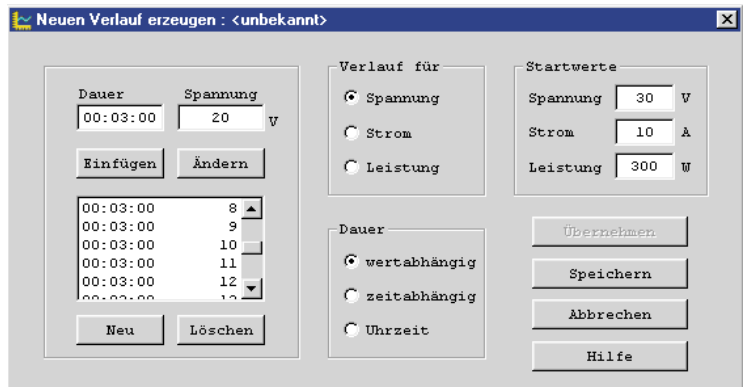 Neuen Verlauf erzeugen : <unbekannt>
Dauer Spannung
00:03:00 20 V
Einfügen Ändern
00:03:00 8
00:03:00 9
00:03:00 10
00:03:00 11
00:03:00 12
Neu Löschen
Verlauf für
Spannung
Strom
Leistung
Dauer
wertabhängig
zeitabhängig
Uhrzeit
Startwerte
Spannung 30 V
Strom 10 A
Leistung 300 W
Übernehmen
Speichern
Abbrechen
Hilfe